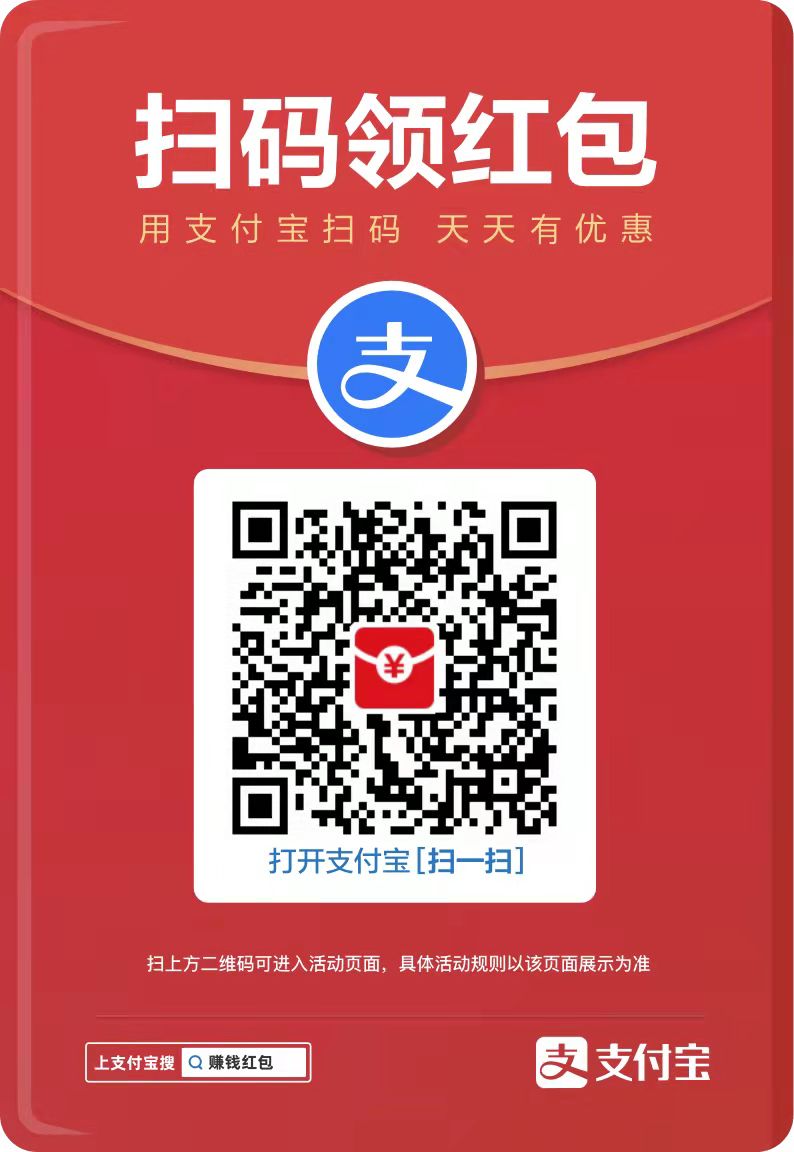 扫码领红包
用支付宝扫码 天天有优惠
支
¥
打开支付宝[扫一扫]
扫上方二维码可进入活动页面，具体活动规则以该页面展示为准
上支付宝搜 赚钱红包
支 支付宝